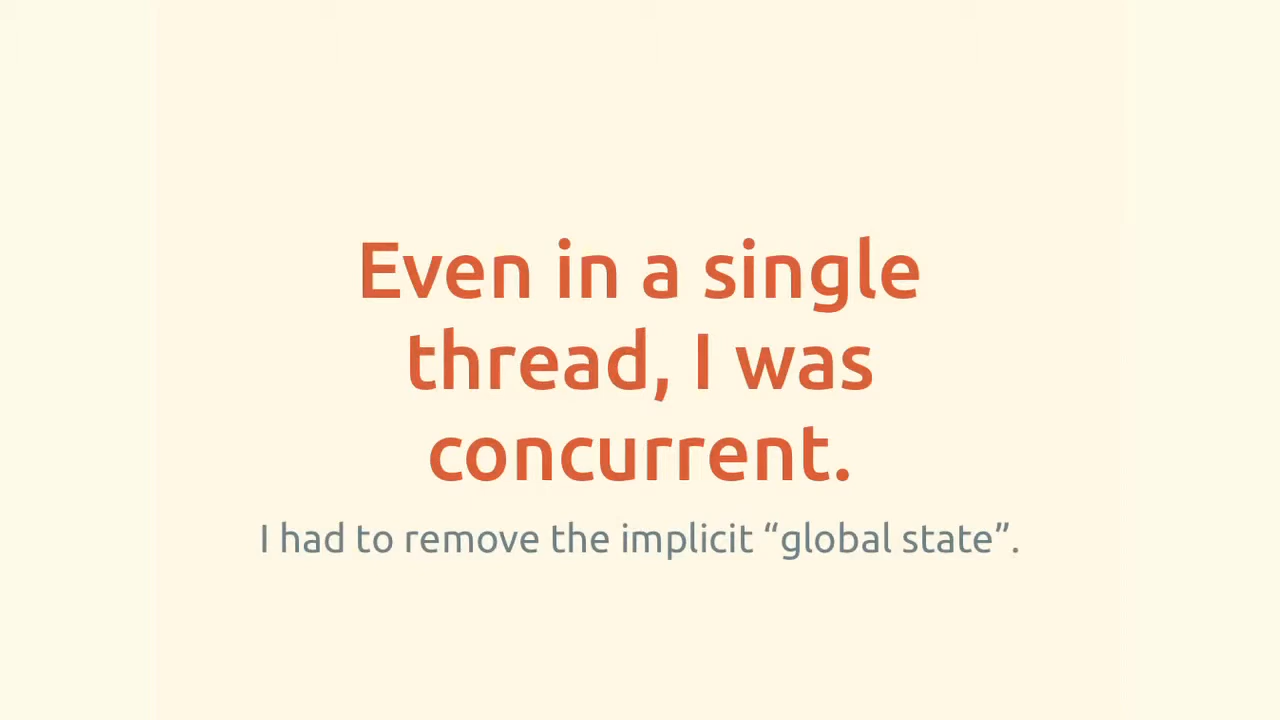 Even in a single
thread, I was
concurrent.
I had to remove the implicit “global state”.